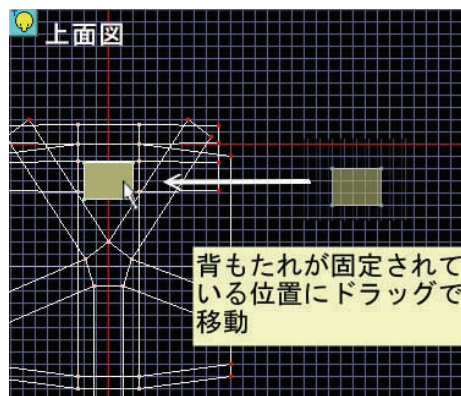 上面図
背もたれが固定されて
いる位置にドラッグで
移動